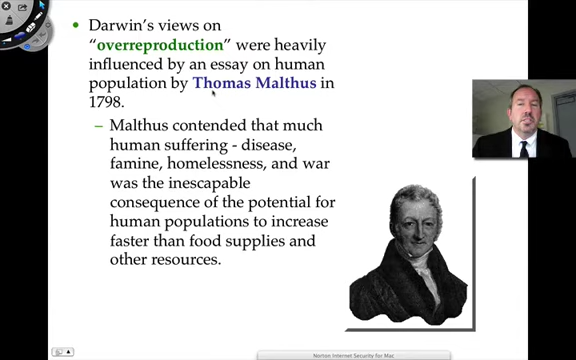 • Darwin's views on
"overreproduction" were heavily
influenced by an essay on human
population by Thomas Malthus in
1798.
– Malthus contended that much
human suffering - disease,
famine, homelessness, and war
was the inescapable
consequence of the potential for
human populations to increase
faster than food supplies and
other resources.
Norton Internet Security for Mac